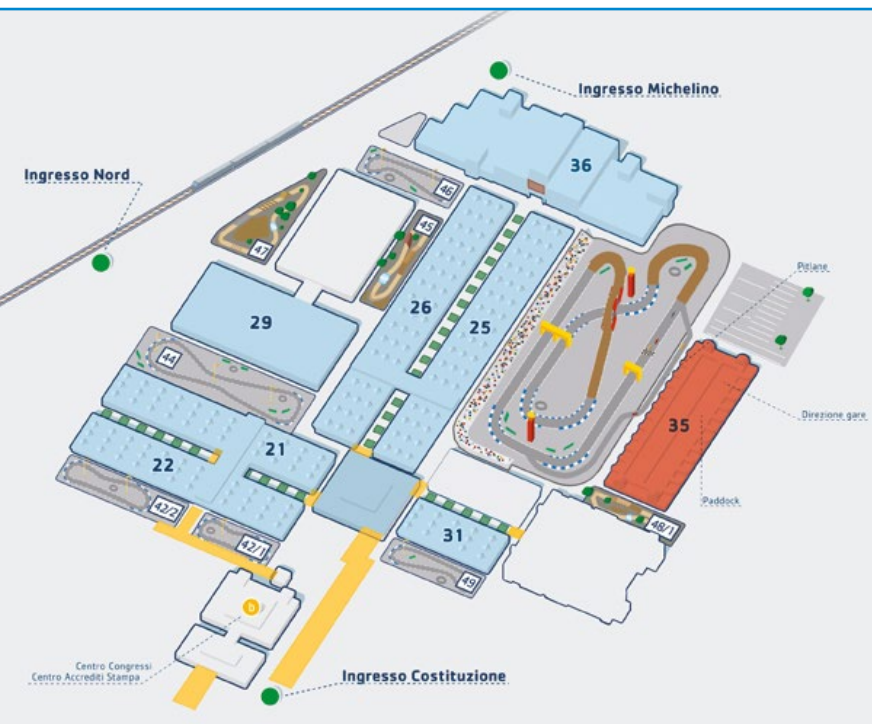 Ingresso Michelino
36
Ingresso Nord
46
45
47
Pitlane
26
25
29
44
Direzione gare
35
21
22
Paddock
42/2
48/1
31
42/1
49
b
Centro Congressi
Centro Accrediti Stampa
Ingresso Costituzione